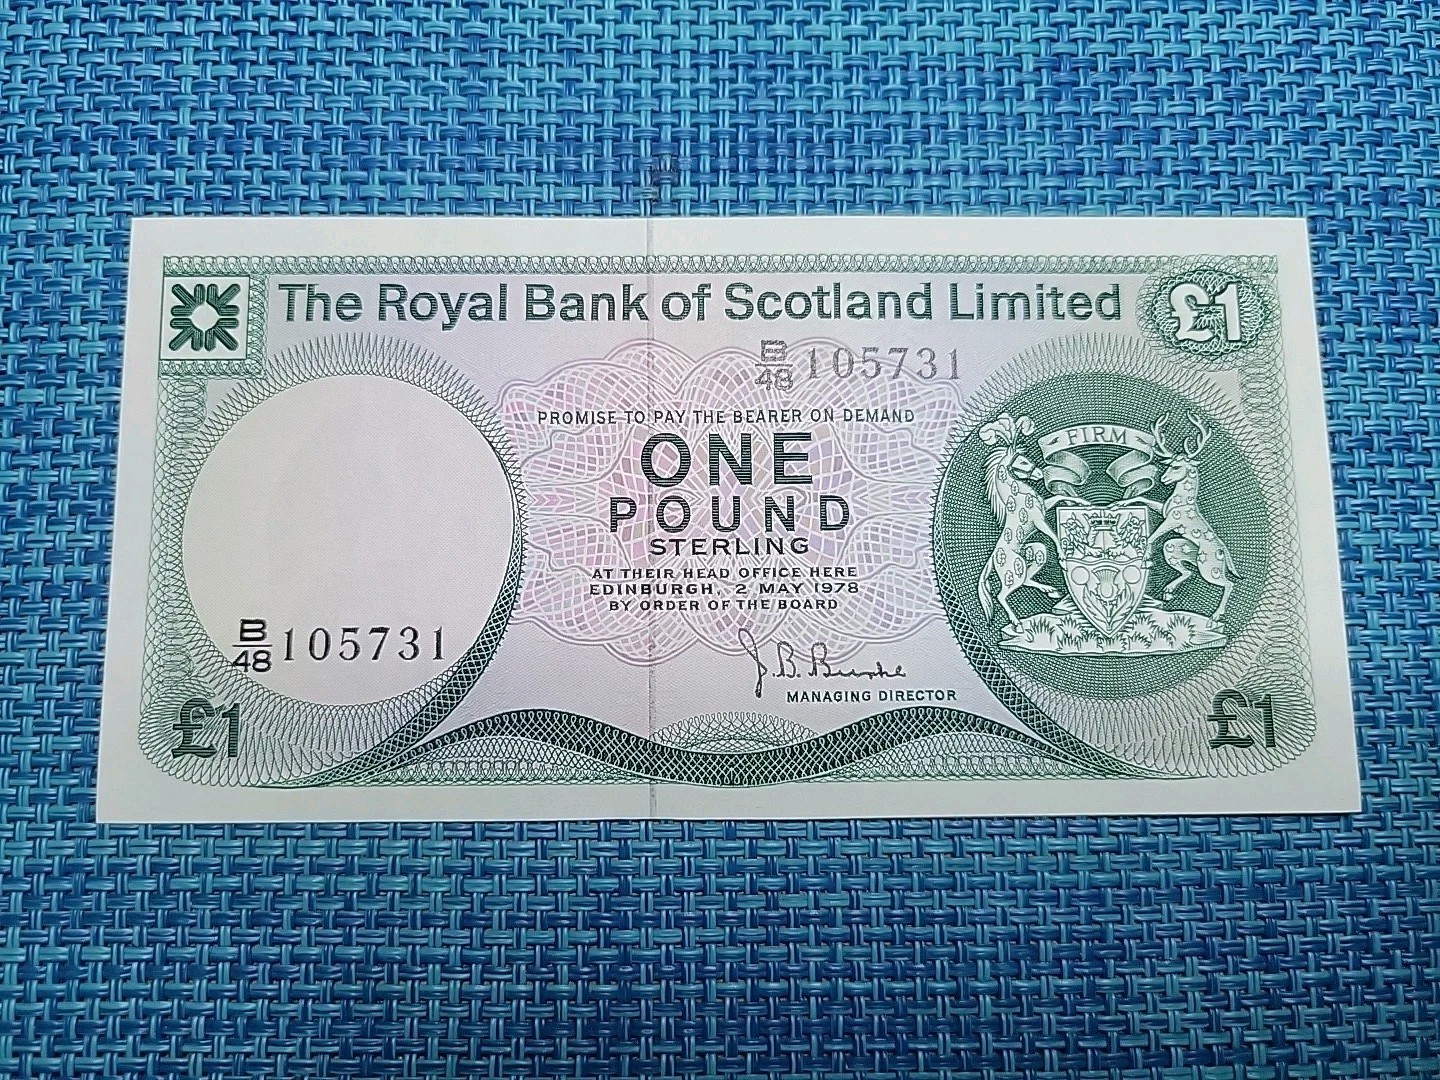 The Royal Bank of Scotland Limited
£1
B/48 105731
PROMISE TO PAY THE BEARER ON DEMAND
FIRM
ONE
POUND
STERLING
AT THEIR HEAD OFFICE HERE
EDINBURGH, 2 MAY 1978
BY ORDER OF THE BOARD
B/48 105731
J. B. Burke
MANAGING DIRECTOR
£1
£1